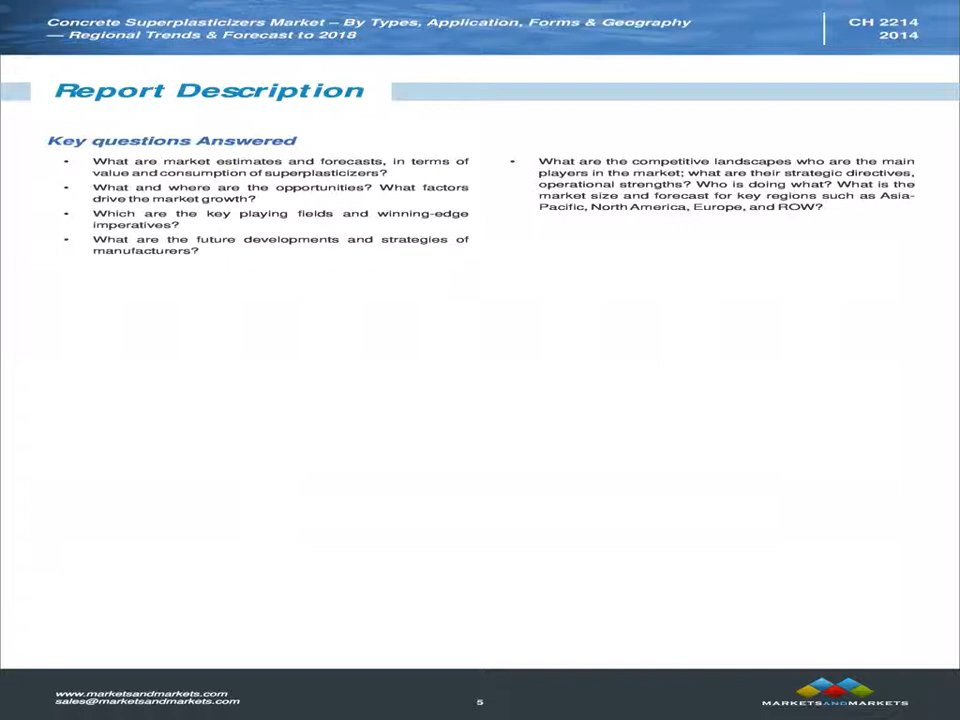 Concrete Superplasticizers Market – By Types, Application, Forms & Geography
— Regional Trends & Forecast to 2018
CH 2214
2014
Report Description
Key questions Answered
• What are market estimates and forecasts, in terms of
value and consumption of superplasticizers?
• What and where are the opportunities? What factors
drive the market growth?
• Which are the key playing fields and winning-edge
imperatives?
• What are the future developments and strategies of
manufacturers?
• What are the competitive landscapes who are the main
players in the market; what are their strategic directives,
operational strengths? Who is doing what? What is the
market size and forecast for key regions such as Asia-
Pacific, North America, Europe, and ROW?
www.marketsandmarkets.com
sales@marketsandmarkets.com
5
MARKETSANDMARKETS